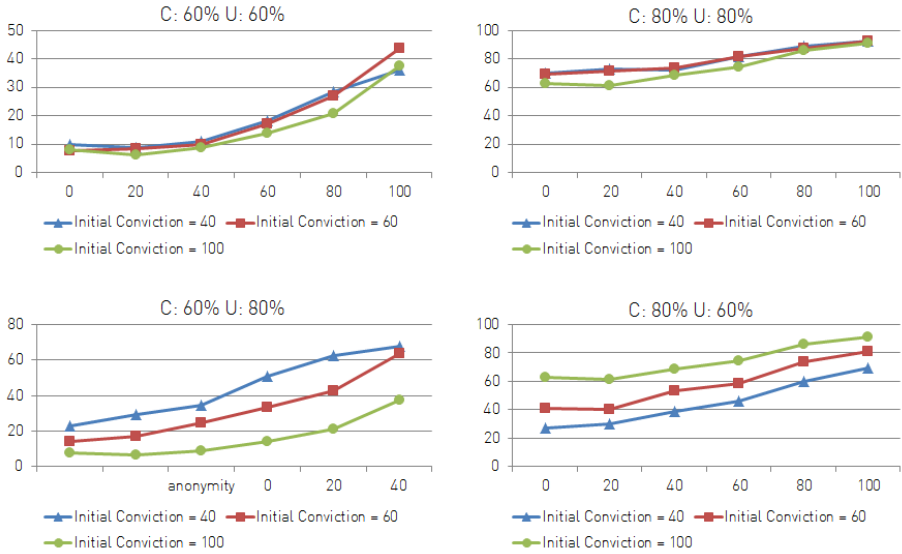 C: 60% U: 60%
50
40
30
20
10
0
0 20 40 60 80 100
Initial Conviction = 40 Initial Conviction = 60
Initial Conviction = 100
C: 80% U: 80%
100
80
60
40
20
0
0 20 40 60 80 100
Initial Conviction = 40 Initial Conviction = 60
Initial Conviction = 100
C: 60% U: 80%
80
60
40
20
0
anonymity 0 20 40
Initial Conviction = 40 Initial Conviction = 60
Initial Conviction = 100
C: 80% U: 60%
100
80
60
40
20
0
0 20 40 60 80 100
Initial Conviction = 40 Initial Conviction = 60
Initial Conviction = 100